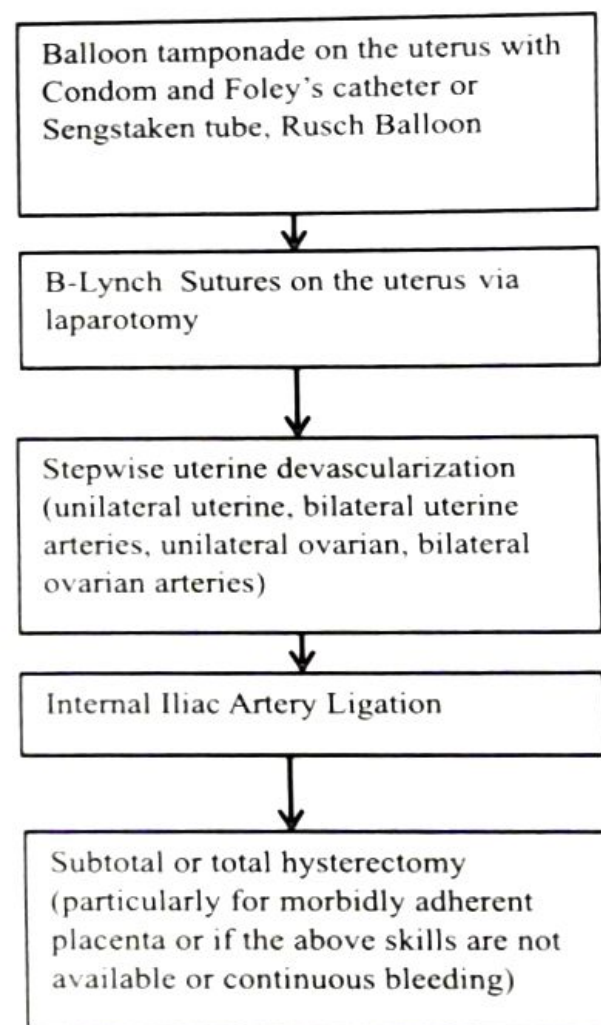 Balloon tamponade on the uterus with
Condom and Foley's catheter or
Sengstaken tube, Rusch Balloon
B-Lynch Sutures on the uterus via
laparotomy
Stepwise uterine devascularization
(unilateral uterine, bilateral uterine
arteries, unilateral ovarian, bilateral
ovarian arteries)
Internal Iliac Artery Ligation
Subtotal or total hysterectomy
(particularly for morbidly adherent
placenta or if the above skills are not
available or continuous bleeding)